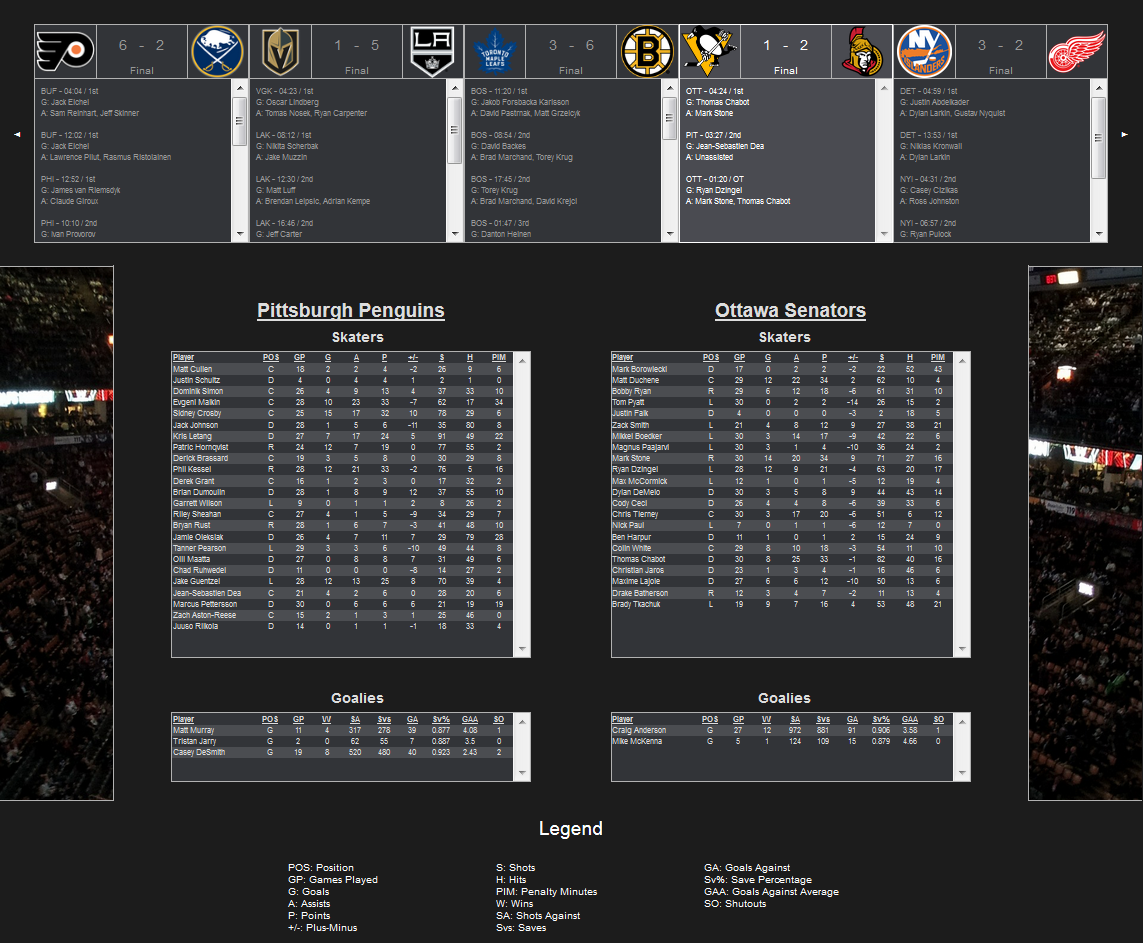 6 - 2
Final
1 - 5
Final
3 - 6
Final
1 - 2
Final
3 - 2
Final
LA
TORONTO
MAPLE
LEAFS
B
NY
ISLANDERS
BUF - 04:04 / 1st
G: Jack Eichel
A: Sam Reinhart, Jeff Skinner
BUF - 12:02 / 1st
G: Jack Eichel
A: Lawrence Pilut, Rasmus Ristolainen
PHI - 12:52 / 1st
G: James van Riemsdyk
A: Claude Giroux
PHI - 10:10 / 2nd
G: Ivan Provorov
VGK - 04:23 / 1st
G: Oscar Lindberg
A: Tomas Nosek, Ryan Carpenter
LAK - 08:12 / 1st
G: Nikita Scherbak
A: Jake Muzzin
LAK - 12:30 / 2nd
G: Matt Luff
A: Brendan Leipsic, Adrian Kempe
LAK - 16:46 / 2nd
G: Jeff Carter
BOS - 11:20 / 1st
G: Jakob Forsbacka Karlsson
A: David Pastrnak, Matt Grzelcyk
BOS - 08:54 / 2nd
G: David Backes
A: Brad Marchand, Torey Krug
BOS - 17:45 / 2nd
G: Torey Krug
A: Brad Marchand, David Krejci
BOS - 01:47 / 3rd
G: Danton Heinen
OTT - 04:24 / 1st
G: Thomas Chabot
A: Mark Stone
PIT - 03:27 / 2nd
G: Jean-Sebastien Dea
A: Unassisted
OTT - 01:20 / OT
G: Ryan Dzingel
A: Mark Stone, Thomas Chabot
DET - 04:59 / 1st
G: Justin Abdelkader
A: Dylan Larkin, Gustav Nyquist
DET - 13:53 / 1st
G: Niklas Kronwall
A: Dylan Larkin
NYI - 04:31 / 2nd
G: Casey Cizikas
A: Ross Johnston
NYI - 06:57 / 2nd
G: Ryan Pulock
Pittsburgh Penguins
Skaters
Player POS GP G A P +/- S H PIM
Matt Cullen C 18 2 2 4 -2 26 9 6
Justin Schultz D 4 0 4 4 1 2 1 0
Dominik Simon C 26 4 9 13 4 37 33 10
Evgeni Malkin C 28 10 23 33 -7 62 17 34
Sidney Crosby C 25 15 17 32 10 78 29 6
Jack Johnson D 28 1 5 6 -11 35 80 8
Kris Letang D 27 7 17 24 5 91 49 22
Patric Hornqvist R 24 12 7 19 0 77 55 2
Derick Brassard C 19 3 5 8 0 30 29 8
Phil Kessel R 28 12 21 33 -2 76 5 16
Derek Grant C 16 1 2 3 0 17 32 2
Brian Dumoulin D 28 1 8 9 12 37 55 10
Garrett Wilson L 9 0 1 1 2 8 26 2
Riley Sheahan C 27 4 1 5 -9 34 29 7
Bryan Rust R 28 1 6 7 -3 41 48 10
Jamie Oleksiak D 26 4 7 11 7 29 79 28
Tanner Pearson L 29 3 3 6 -10 49 44 8
Olli Maatta D 27 0 8 8 7 31 49 6
Chad Ruhwedel D 11 0 0 0 -8 14 27 2
Jake Guentzel L 28 12 13 25 8 70 39 4
Jean-Sebastien Dea C 21 4 2 6 0 28 20 6
Marcus Pettersson D 30 0 6 6 6 21 19 19
Zach Aston-Reese C 15 2 1 3 1 25 46 0
Juuso Riikola D 14 0 1 1 -1 18 33 4
Goalies
Player POS GP W SA Svs GA Sv% GAA SO
Matt Murray G 11 4 317 278 39 0.877 4.08 1
Tristan Jarry G 2 0 62 55 7 0.887 3.5 0
Casey DeSmith G 19 8 520 480 40 0.923 2.43 2
Ottawa Senators
Skaters
Player POS GP G A P +/- S H PIM
Mark Borowiecki D 17 0 2 2 -2 22 52 43
Matt Duchene C 29 12 22 34 2 62 10 4
Bobby Ryan R 29 6 12 18 -6 61 31 10
Tom Pyatt L 30 0 2 2 -14 26 15 2
Justin Falk D 4 0 0 0 -3 2 18 5
Zack Smith L 21 4 8 12 9 27 38 21
Mikkel Boedker L 30 3 14 17 -9 42 22 6
Magnus Paajarvi L 30 3 1 4 -10 36 24 2
Mark Stone R 30 14 20 34 9 71 27 16
Ryan Dzingel L 28 12 9 21 -4 63 20 17
Max McCormick L 12 1 0 1 -5 12 19 4
Dylan DeMelo D 30 3 5 8 9 44 43 14
Cody Ceci D 26 4 4 8 -6 39 33 6
Chris Tierney C 30 3 17 20 -6 51 6 12
Nick Paul L 7 0 1 1 -6 12 7 0
Ben Harpur D 11 1 0 1 2 15 24 9
Colin White C 29 8 10 18 -3 54 11 10
Thomas Chabot D 30 8 25 33 -1 82 40 16
Christian Jaros D 23 1 3 4 -1 16 46 6
Maxime Lajoie D 27 6 6 12 -10 50 13 6
Drake Batherson R 12 3 4 7 -2 11 13 4
Brady Tkachuk L 19 9 7 16 4 53 48 21
Goalies
Player POS GP W SA Svs GA Sv% GAA SO
Craig Anderson G 27 12 972 881 91 0.906 3.58 1
Mike McKenna G 5 1 124 109 15 0.879 4.66 0
Legend
POS: Position
GP: Games Played
G: Goals
A: Assists
P: Points
+/-: Plus-Minus
S: Shots
H: Hits
PIM: Penalty Minutes
W: Wins
SA: Shots Against
Svs: Saves
GA: Goals Against
Sv%: Save Percentage
GAA: Goals Against Average
SO: Shutouts